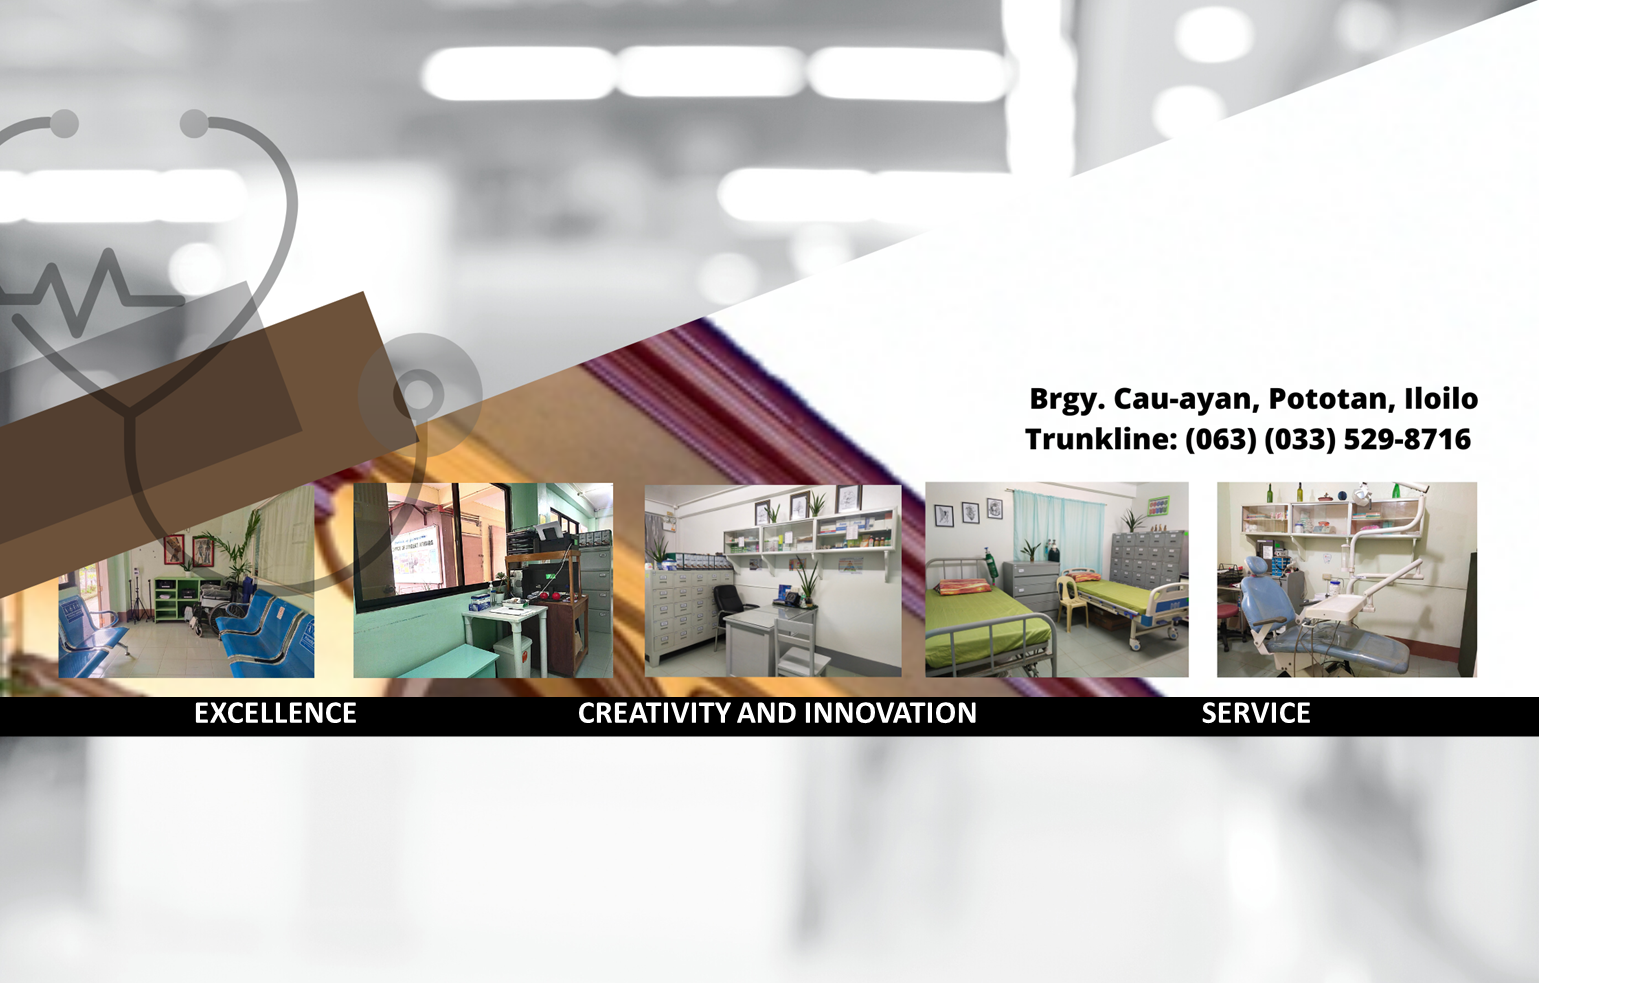 Brgy. Cau-ayan, Pototan, Iloilo
Trunkline: (063) (033) 529-8716
EXCELLENCE
CREATIVITY AND INNOVATION
SERVICE